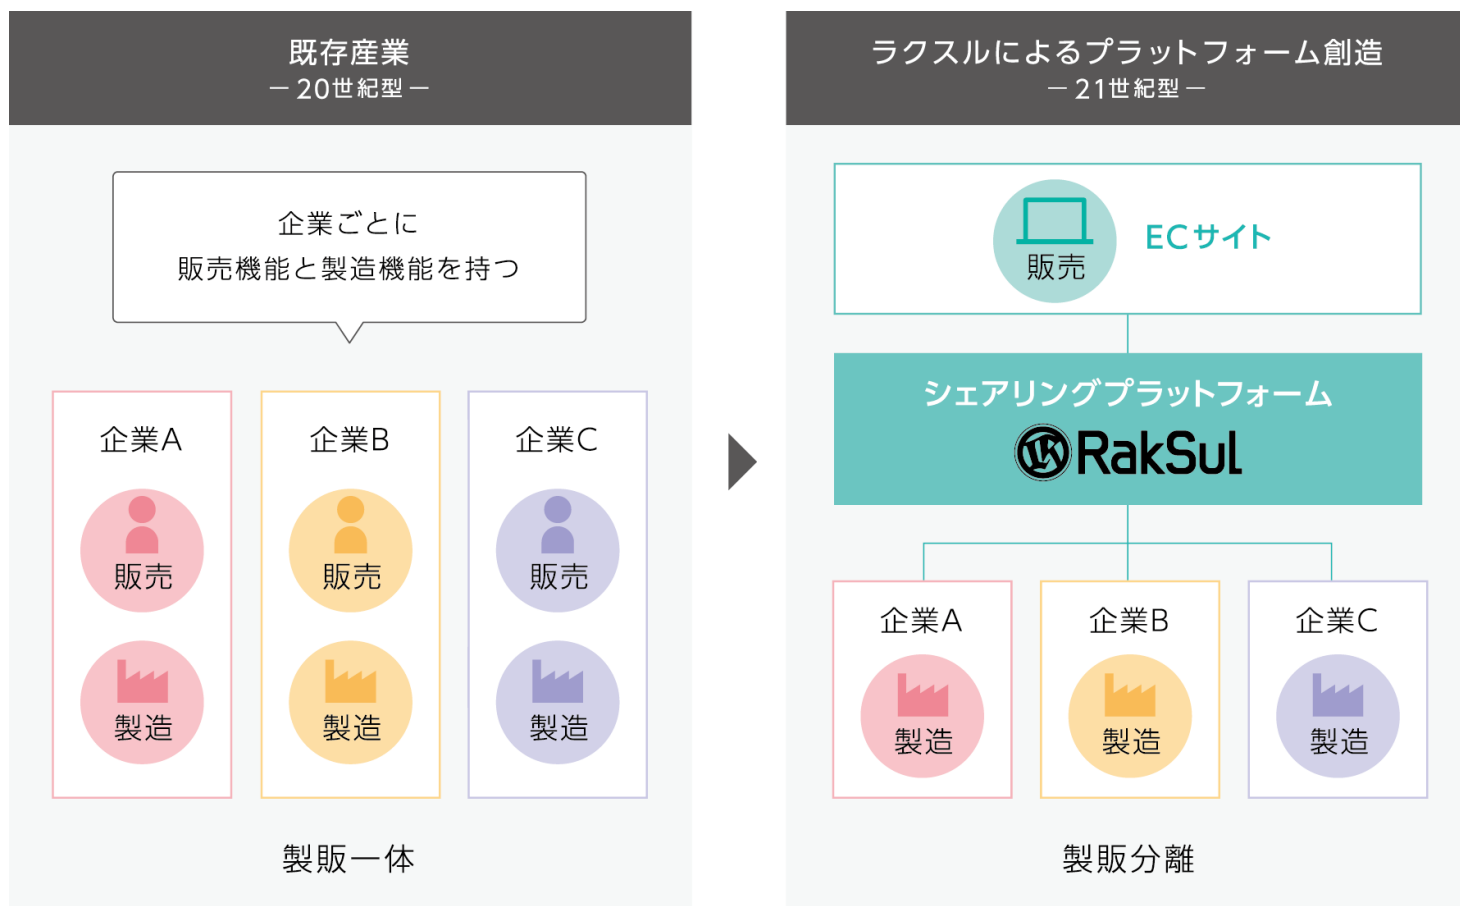 既存産業
— 20世紀型 —
企業ごとに
販売機能と製造機能を持つ
企業A
販売
製造
企業B
販売
製造
企業C
販売
製造
製販一体
ラクスルによるプラットフォーム創造
— 21世紀型 —
販売
ECサイト
シェアリングプラットフォーム
RakSul
企業A
製造
企業B
製造
企業C
製造
製販分離